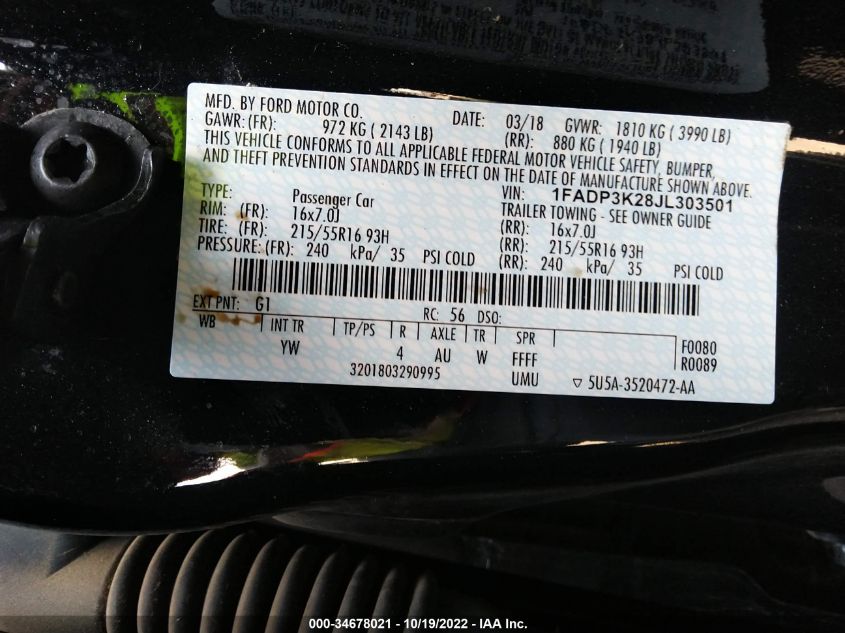 MFD. BY FORD MOTOR CO. DATE: 03/18 GVWR: 1810 KG ( 3990 LB)
GAWR: (FR): 972 KG ( 2143 LB) (RR): 880 KG ( 1940 LB)
THIS VEHICLE CONFORMS TO ALL APPLICABLE FEDERAL MOTOR VEHICLE SAFETY, BUMPER,
AND THEFT PREVENTION STANDARDS IN EFFECT ON THE DATE OF MANUFACTURE SHOWN ABOVE.
VIN: 1FADP3K28JL303501
TYPE: Passenger Car TRAILER TOWING - SEE OWNER GUIDE
RIM: (FR): 16x7.0J (RR): 16x7.0J
TIRE: (FR): 215/55R16 93H (RR): 215/55R16 93H
PRESSURE: (FR): 240 kPa/ 35 PSI COLD (RR): 240 kPa/ 35 PSI COLD
EXT PNT: G1 RC: 56 DSO:
WB INT TR TP/PS R AXLE TR SPR F0080
YW 4 AU W FFFF R0089
3201803290995 UMU ▽ 5U5A-3520472-AA
000-34678021 - 10/19/2022 - IAA Inc.